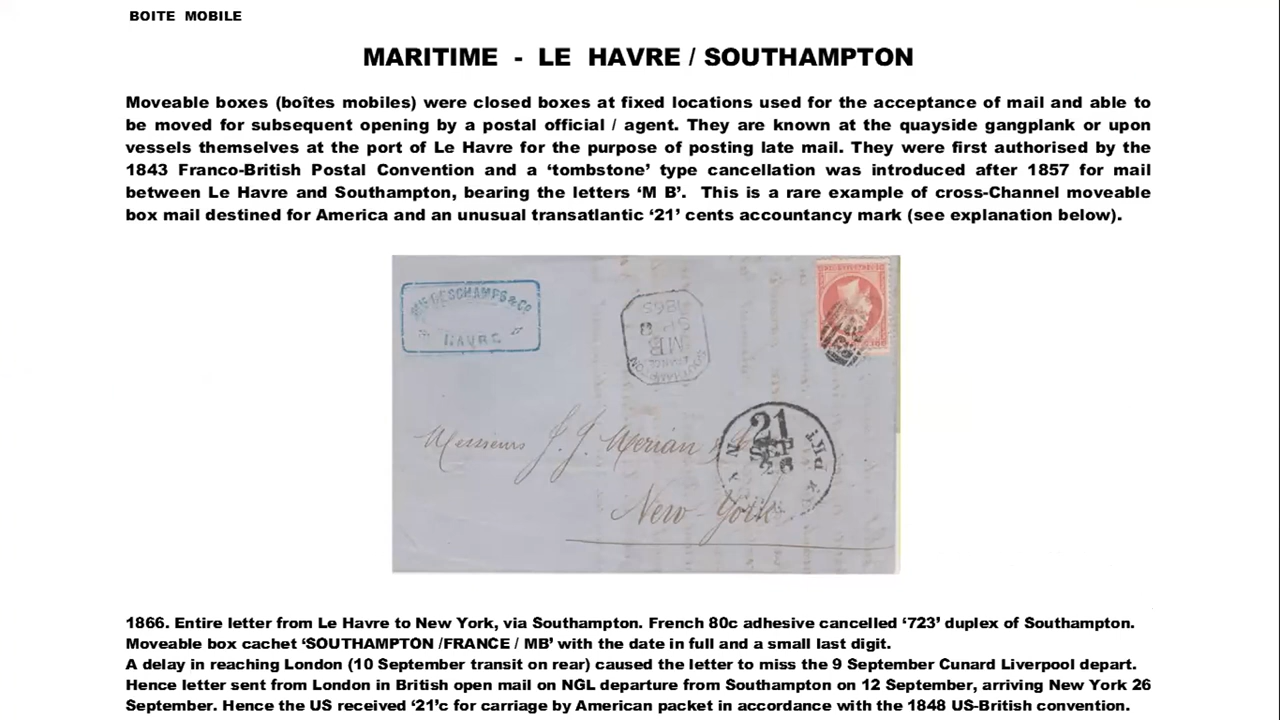 BOITE MOBILE
MARITIME - LE HAVRE / SOUTHAMPTON
Moveable boxes (boîtes mobiles) were closed boxes at fixed locations used for the acceptance of mail and able to
be moved for subsequent opening by a postal official / agent. They are known at the quayside gangplank or upon
vessels themselves at the port of Le Havre for the purpose of posting late mail. They were first authorised by the
1843 Franco-British Postal Convention and a ‘tombstone’ type cancellation was introduced after 1857 for mail
between Le Havre and Southampton, bearing the letters ‘M B’. This is a rare example of cross-Channel moveable
box mail destined for America and an unusual transatlantic ‘21’ cents accountancy mark (see explanation below).
DESCHAMPS & Co
HAVRE
MB
Messieurs J. J. Merian &
21
SEP
26
New York
1866. Entire letter from Le Havre to New York, via Southampton. French 80c adhesive cancelled ‘723’ duplex of Southampton.
Moveable box cachet ‘SOUTHAMPTON /FRANCE / MB’ with the date in full and a small last digit.
A delay in reaching London (10 September transit on rear) caused the letter to miss the 9 September Cunard Liverpool depart.
Hence letter sent from London in British open mail on NGL departure from Southampton on 12 September, arriving New York 26
September. Hence the US received ‘21’c for carriage by American packet in accordance with the 1848 US-British convention.